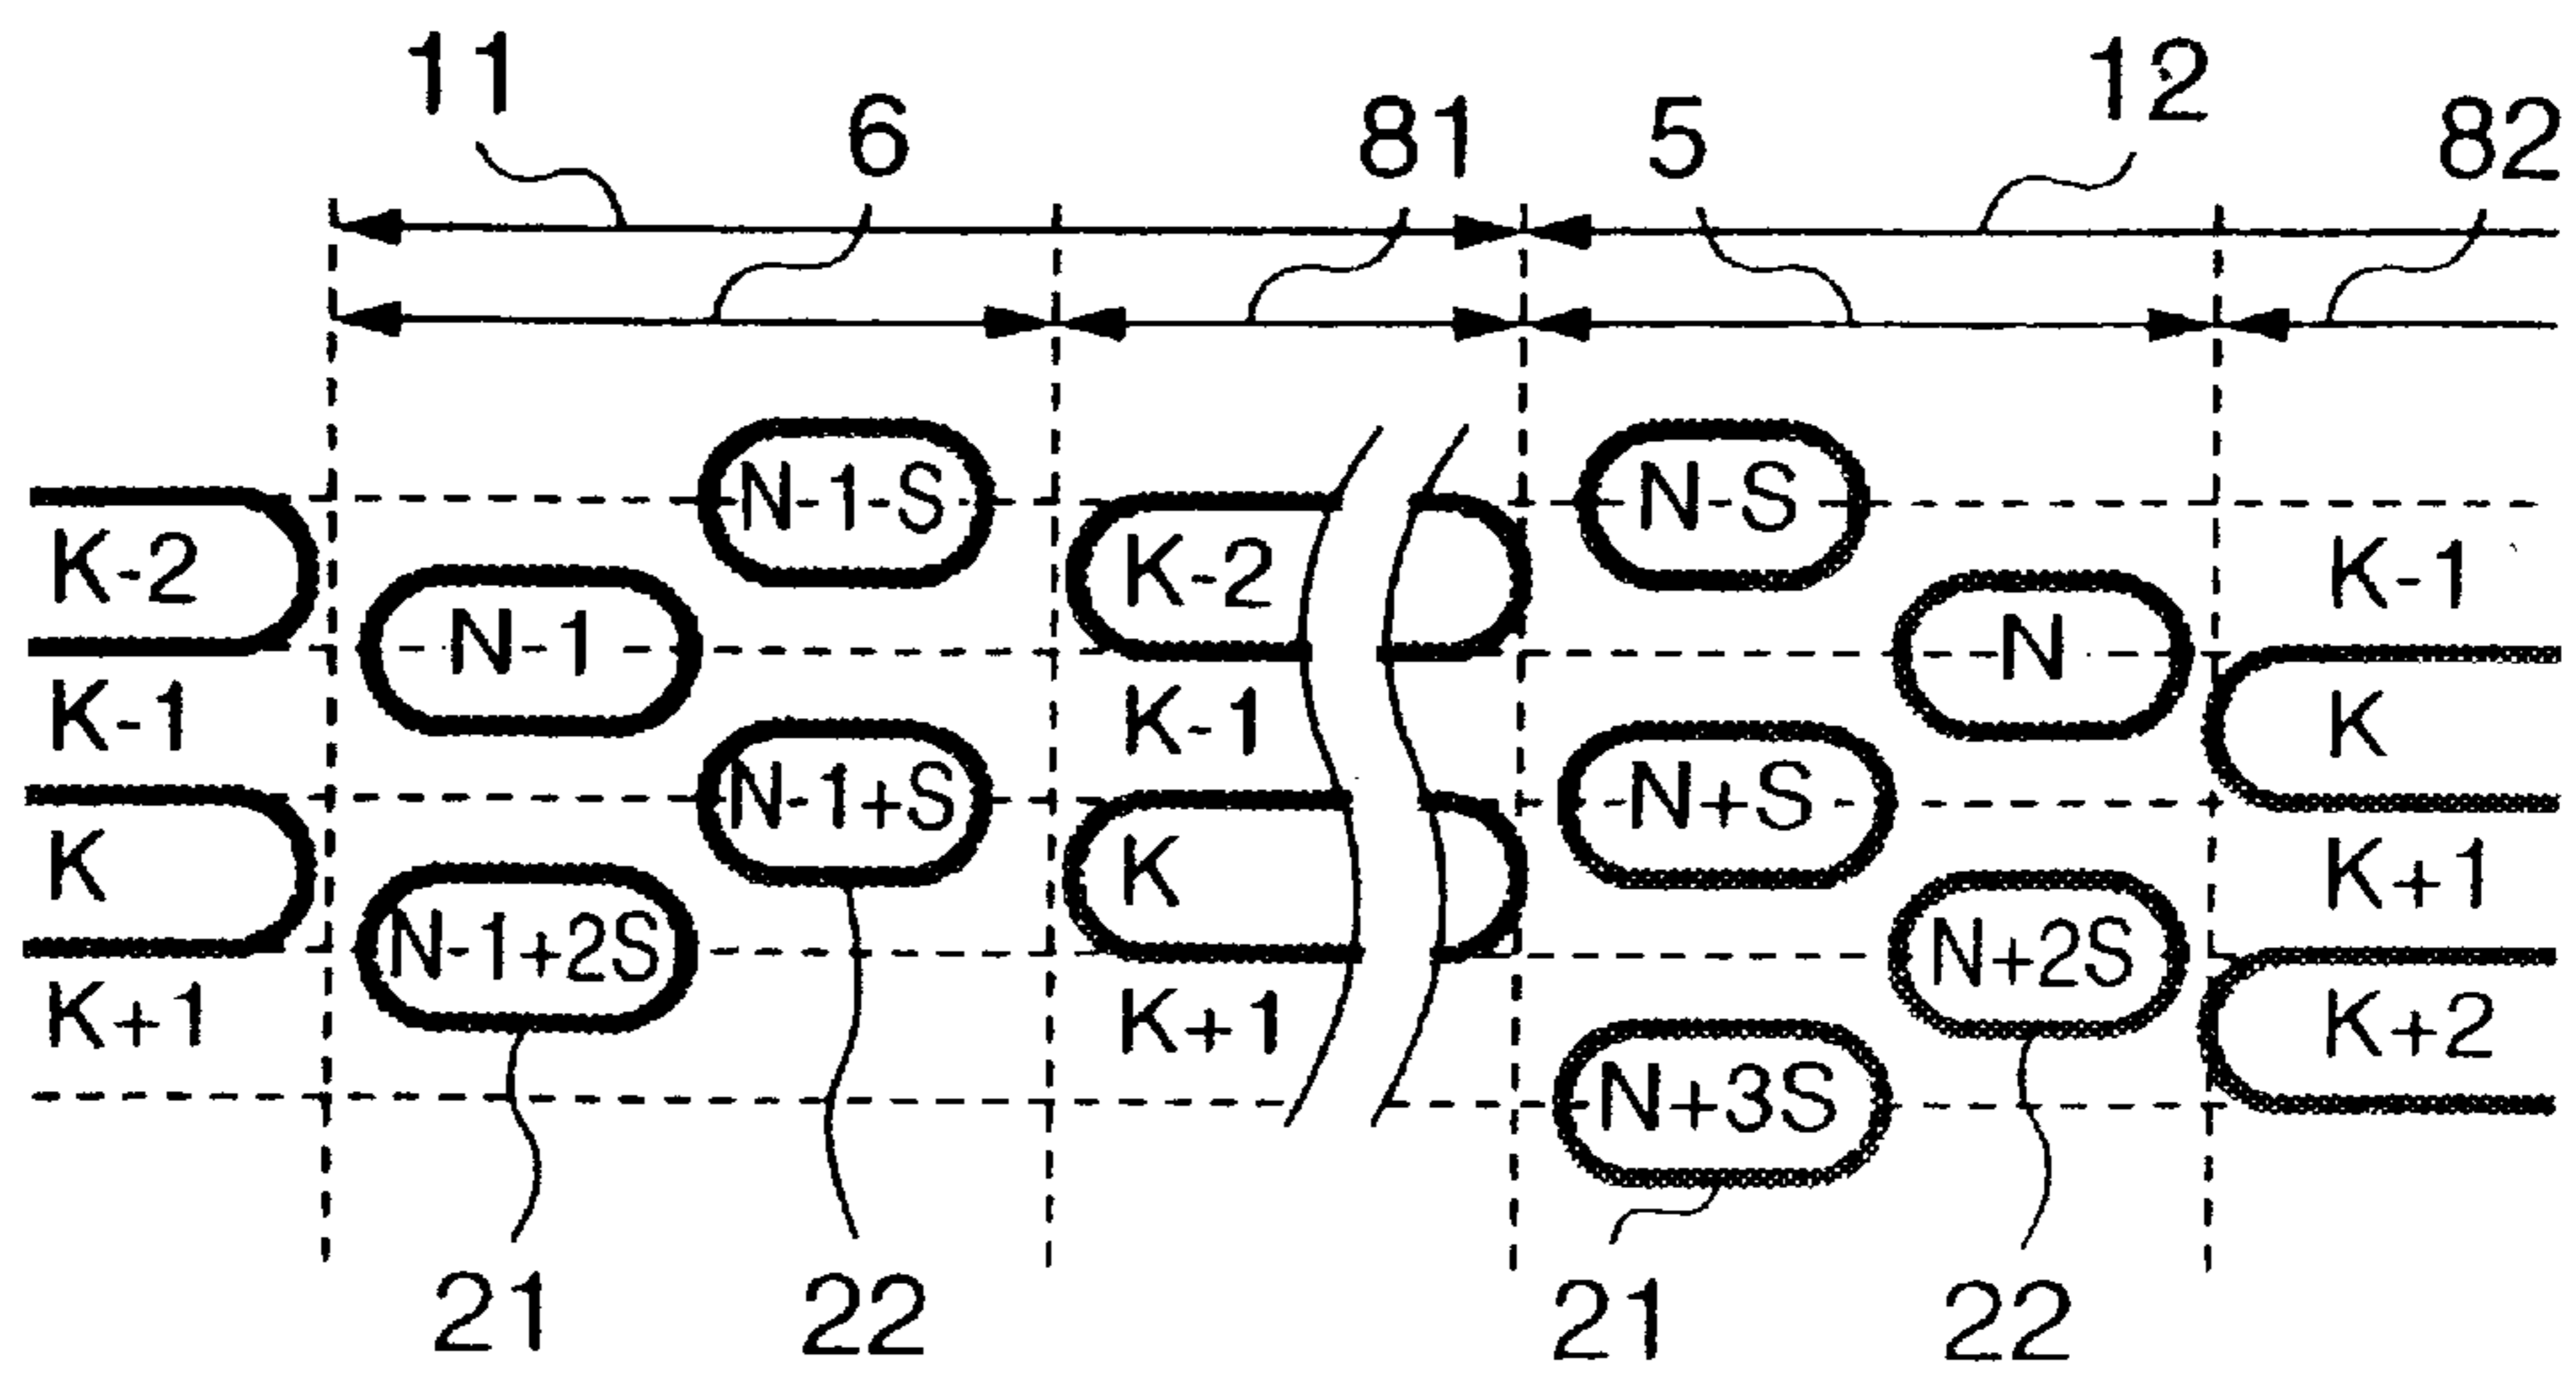 11 12
6 81 5 82
N-1-S N-S
K-2 K-2 K-1
N-1 N
K-1 K-1 K
N-1+S N+S
K K K+1
N-1+2S N+2S
K+1 K+1 K+2
N+3S
21 22 21 22